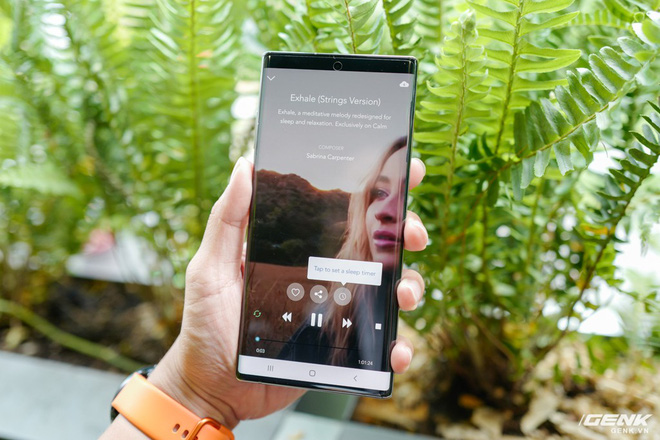 Exhale (Strings Version)
Exhale, a meditative melody redesigned for
sleep and relaxation. Exclusively on Calm
COMPOSER
Sabrina Carpenter
Tap to set a sleep timer
0:03
1:01:24
GENK
GENK.VN